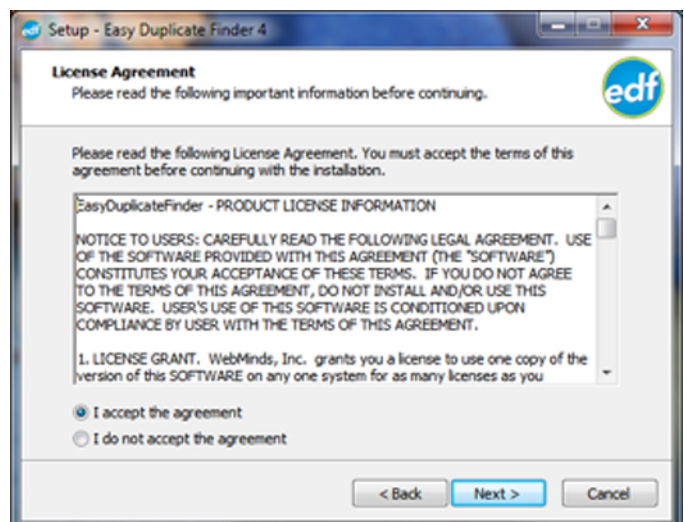 edf Setup - Easy Duplicate Finder 4
License Agreement
Please read the following important information before continuing.
edf
Please read the following License Agreement. You must accept the terms of this
agreement before continuing with the installation.
EasyDuplicateFinder - PRODUCT LICENSE INFORMATION
NOTICE TO USERS: CAREFULLY READ THE FOLLOWING LEGAL AGREEMENT.  USE
OF THE SOFTWARE PROVIDED WITH THIS AGREEMENT (THE "SOFTWARE")
CONSTITUTES YOUR ACCEPTANCE OF THESE TERMS.  IF YOU DO NOT AGREE
TO THE TERMS OF THIS AGREEMENT, DO NOT INSTALL AND/OR USE THIS
SOFTWARE.  USER'S USE OF THIS SOFTWARE IS CONDITIONED UPON
COMPLIANCE BY USER WITH THE TERMS OF THIS AGREEMENT.
1. LICENSE GRANT.  WebMinds, Inc.  grants you a license to use one copy of the
version of this SOFTWARE on any one system for as many licenses as you
I accept the agreement
I do not accept the agreement
< Back
Next >
Cancel